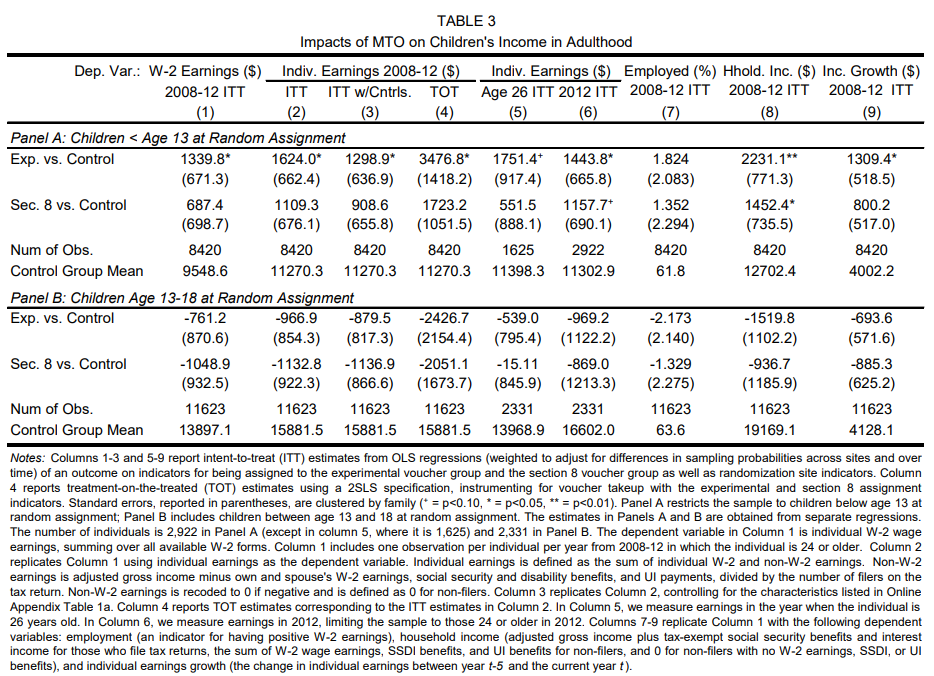 TABLE 3
Impacts of MTO on Children's Income in Adulthood
Dep. Var.: W-2 Earnings ($) Indiv. Earnings 2008-12 ($) Indiv. Earnings ($) Employed (%) Hhold. Inc. ($) Inc. Growth ($)
2008-12 ITT ITT ITT w/Cntrls. TOT Age 26 ITT 2012 ITT 2008-12 ITT 2008-12 ITT 2008-12 ITT
(1) (2) (3) (4) (5) (6) (7) (8) (9)
Panel A: Children < Age 13 at Random Assignment
Exp. vs. Control 1339.8* 1624.0* 1298.9* 3476.8* 1751.4⁺ 1443.8* 1.824 2231.1** 1309.4*
(671.3) (662.4) (636.9) (1418.2) (917.4) (665.8) (2.083) (771.3) (518.5)
Sec. 8 vs. Control 687.4 1109.3 908.6 1723.2 551.5 1157.7⁺ 1.352 1452.4* 800.2
(698.7) (676.1) (655.8) (1051.5) (888.1) (690.1) (2.294) (735.5) (517.0)
Num of Obs. 8420 8420 8420 8420 1625 2922 8420 8420 8420
Control Group Mean 9548.6 11270.3 11270.3 11270.3 11398.3 11302.9 61.8 12702.4 4002.2
Panel B: Children Age 13-18 at Random Assignment
Exp. vs. Control -761.2 -966.9 -879.5 -2426.7 -539.0 -969.2 -2.173 -1519.8 -693.6
(870.6) (854.3) (817.3) (2154.4) (795.4) (1122.2) (2.140) (1102.2) (571.6)
Sec. 8 vs. Control -1048.9 -1132.8 -1136.9 -2051.1 -15.11 -869.0 -1.329 -936.7 -885.3
(932.5) (922.3) (866.6) (1673.7) (845.9) (1213.3) (2.275) (1185.9) (625.2)
Num of Obs. 11623 11623 11623 11623 2331 2331 11623 11623 11623
Control Group Mean 13897.1 15881.5 15881.5 15881.5 13968.9 16602.0 63.6 19169.1 4128.1
Notes: Columns 1-3 and 5-9 report intent-to-treat (ITT) estimates from OLS regressions (weighted to adjust for differences in sampling probabilities across sites and over
time) of an outcome on indicators for being assigned to the experimental voucher group and the section 8 voucher group as well as randomization site indicators. Column
4 reports treatment-on-the-treated (TOT) estimates using a 2SLS specification, instrumenting for voucher takeup with the experimental and section 8 assignment
indicators. Standard errors, reported in parentheses, are clustered by family (⁺ = p<0.10, * = p<0.05, ** = p<0.01). Panel A restricts the sample to children below age 13 at
random assignment; Panel B includes children between age 13 and 18 at random assignment. The estimates in Panels A and B are obtained from separate regressions.
The number of individuals is 2,922 in Panel A (except in column 5, where it is 1,625) and 2,331 in Panel B. The dependent variable in Column 1 is individual W-2 wage
earnings, summing over all available W-2 forms. Column 1 includes one observation per individual per year from 2008-12 in which the individual is 24 or older. Column 2
replicates Column 1 using individual earnings as the dependent variable. Individual earnings is defined as the sum of individual W-2 and non-W-2 earnings. Non-W-2
earnings is adjusted gross income minus own and spouse's W-2 earnings, social security and disability benefits, and UI payments, divided by the number of filers on the
tax return. Non-W-2 earnings is recoded to 0 if negative and is defined as 0 for non-filers. Column 3 replicates Column 2, controlling for the characteristics listed in Online
Appendix Table 1a. Column 4 reports TOT estimates corresponding to the ITT estimates in Column 2. In Column 5, we measure earnings in the year when the individual is
26 years old. In Column 6, we measure earnings in 2012, limiting the sample to those 24 or older in 2012. Columns 7-9 replicate Column 1 with the following dependent
variables: employment (an indicator for having positive W-2 earnings), household income (adjusted gross income plus tax-exempt social security benefits and interest
income for those who file tax returns, the sum of W-2 wage earnings, SSDI benefits, and UI benefits for non-filers, and 0 for non-filers with no W-2 earnings, SSDI, or UI
benefits), and individual earnings growth (the change in individual earnings between year t-5 and the current year t).